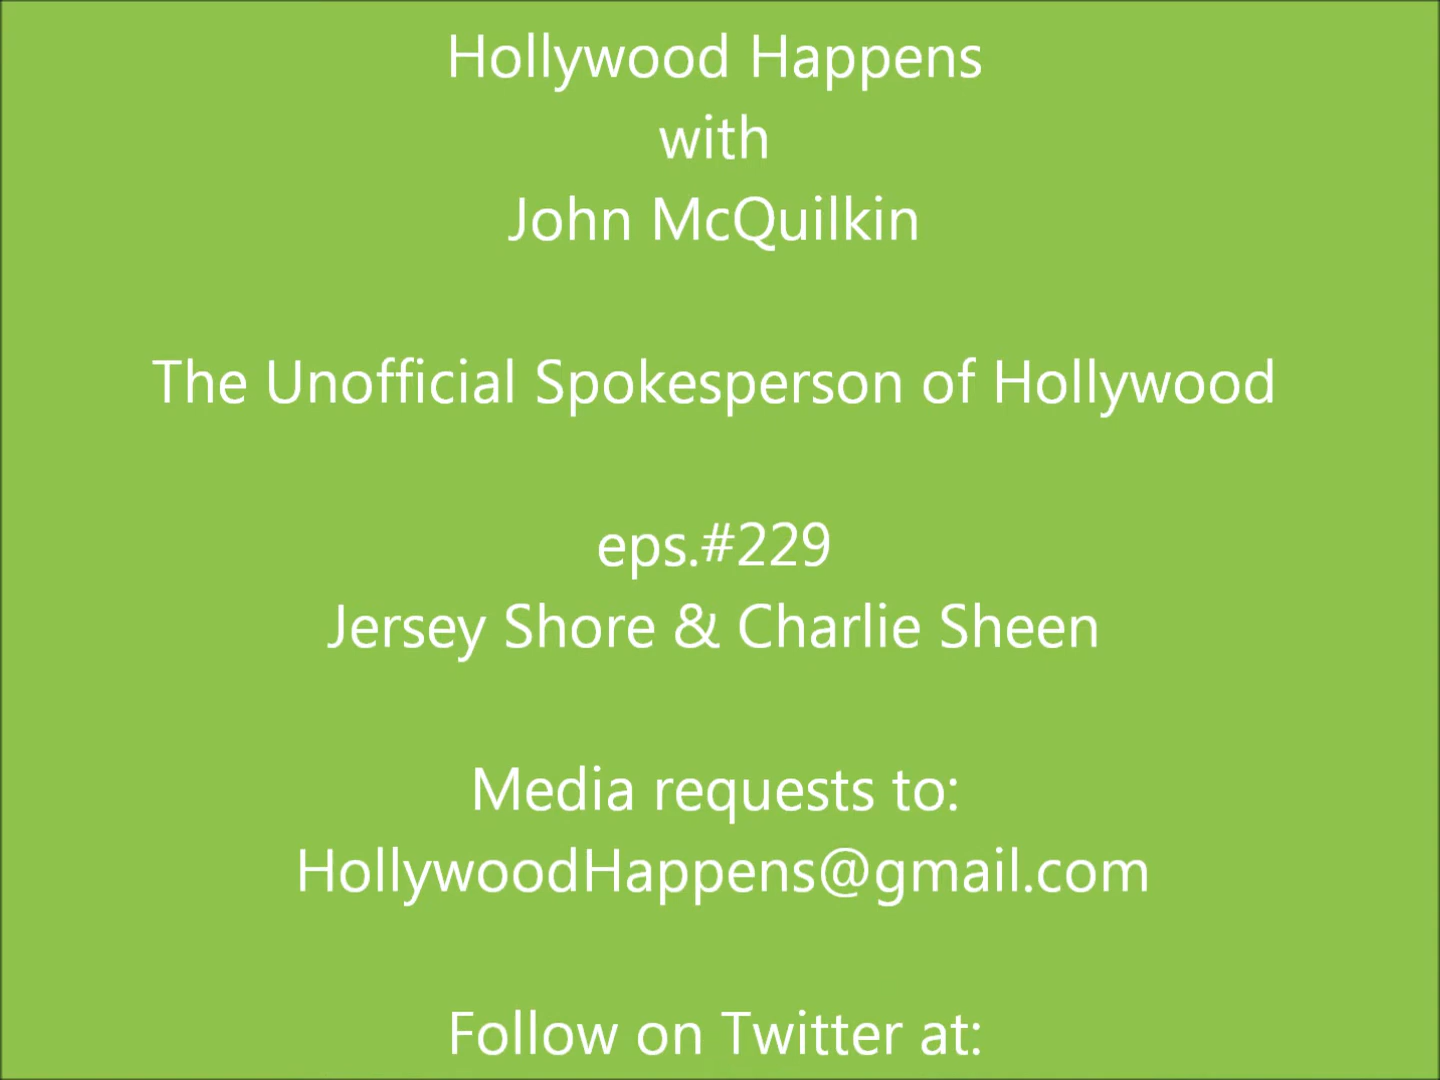 Hollywood Happens
with
John McQuilkin
The Unofficial Spokesperson of Hollywood
eps.#229
Jersey Shore & Charlie Sheen
Media requests to:
HollywoodHappens@gmail.com
Follow on Twitter at: